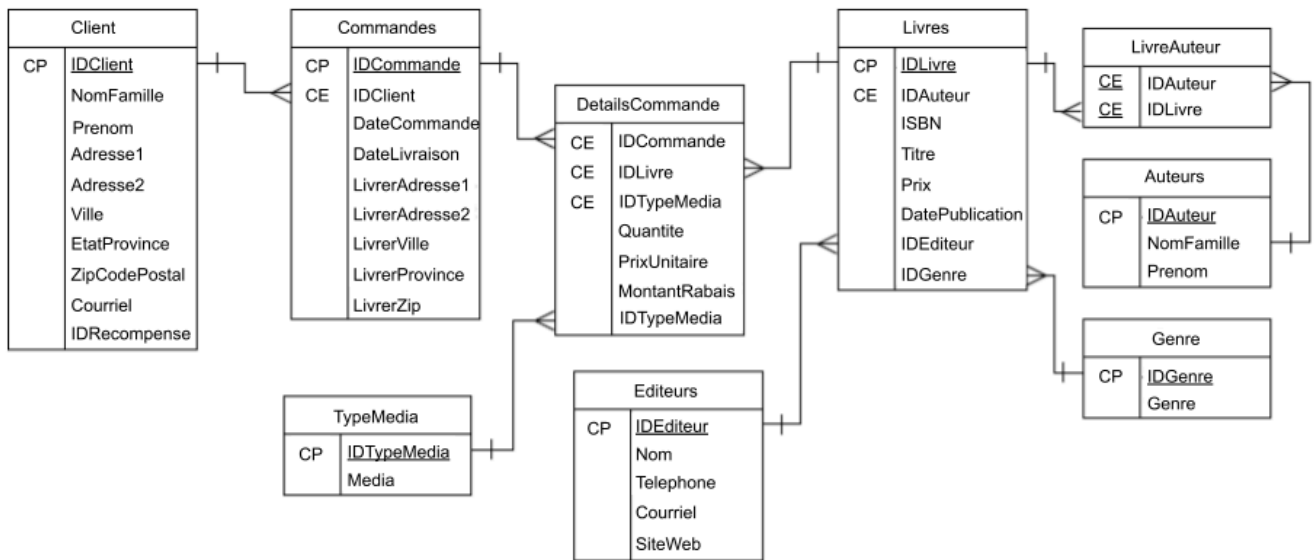 Client
CP IDClient
NomFamille
Prenom
Adresse1
Adresse2
Ville
EtatProvince
ZipCodePostal
Courriel
IDRecompense
Commandes
CP IDCommande
CE IDClient
DateCommande
DateLivraison
LivrerAdresse1
LivrerAdresse2
LivrerVille
LivrerProvince
LivrerZip
DetailsCommande
CE IDCommande
CE IDLivre
CE IDTypeMedia
Quantite
PrixUnitaire
MontantRabais
IDTypeMedia
Livres
CP IDLivre
CE IDAuteur
ISBN
Titre
Prix
DatePublication
IDEditeur
IDGenre
LivreAuteur
CE IDAuteur
CE IDLivre
Auteurs
CP IDAuteur
NomFamille
Prenom
Genre
CP IDGenre
Genre
TypeMedia
CP IDTypeMedia
Media
Editeurs
CP IDEditeur
Nom
Telephone
Courriel
SiteWeb